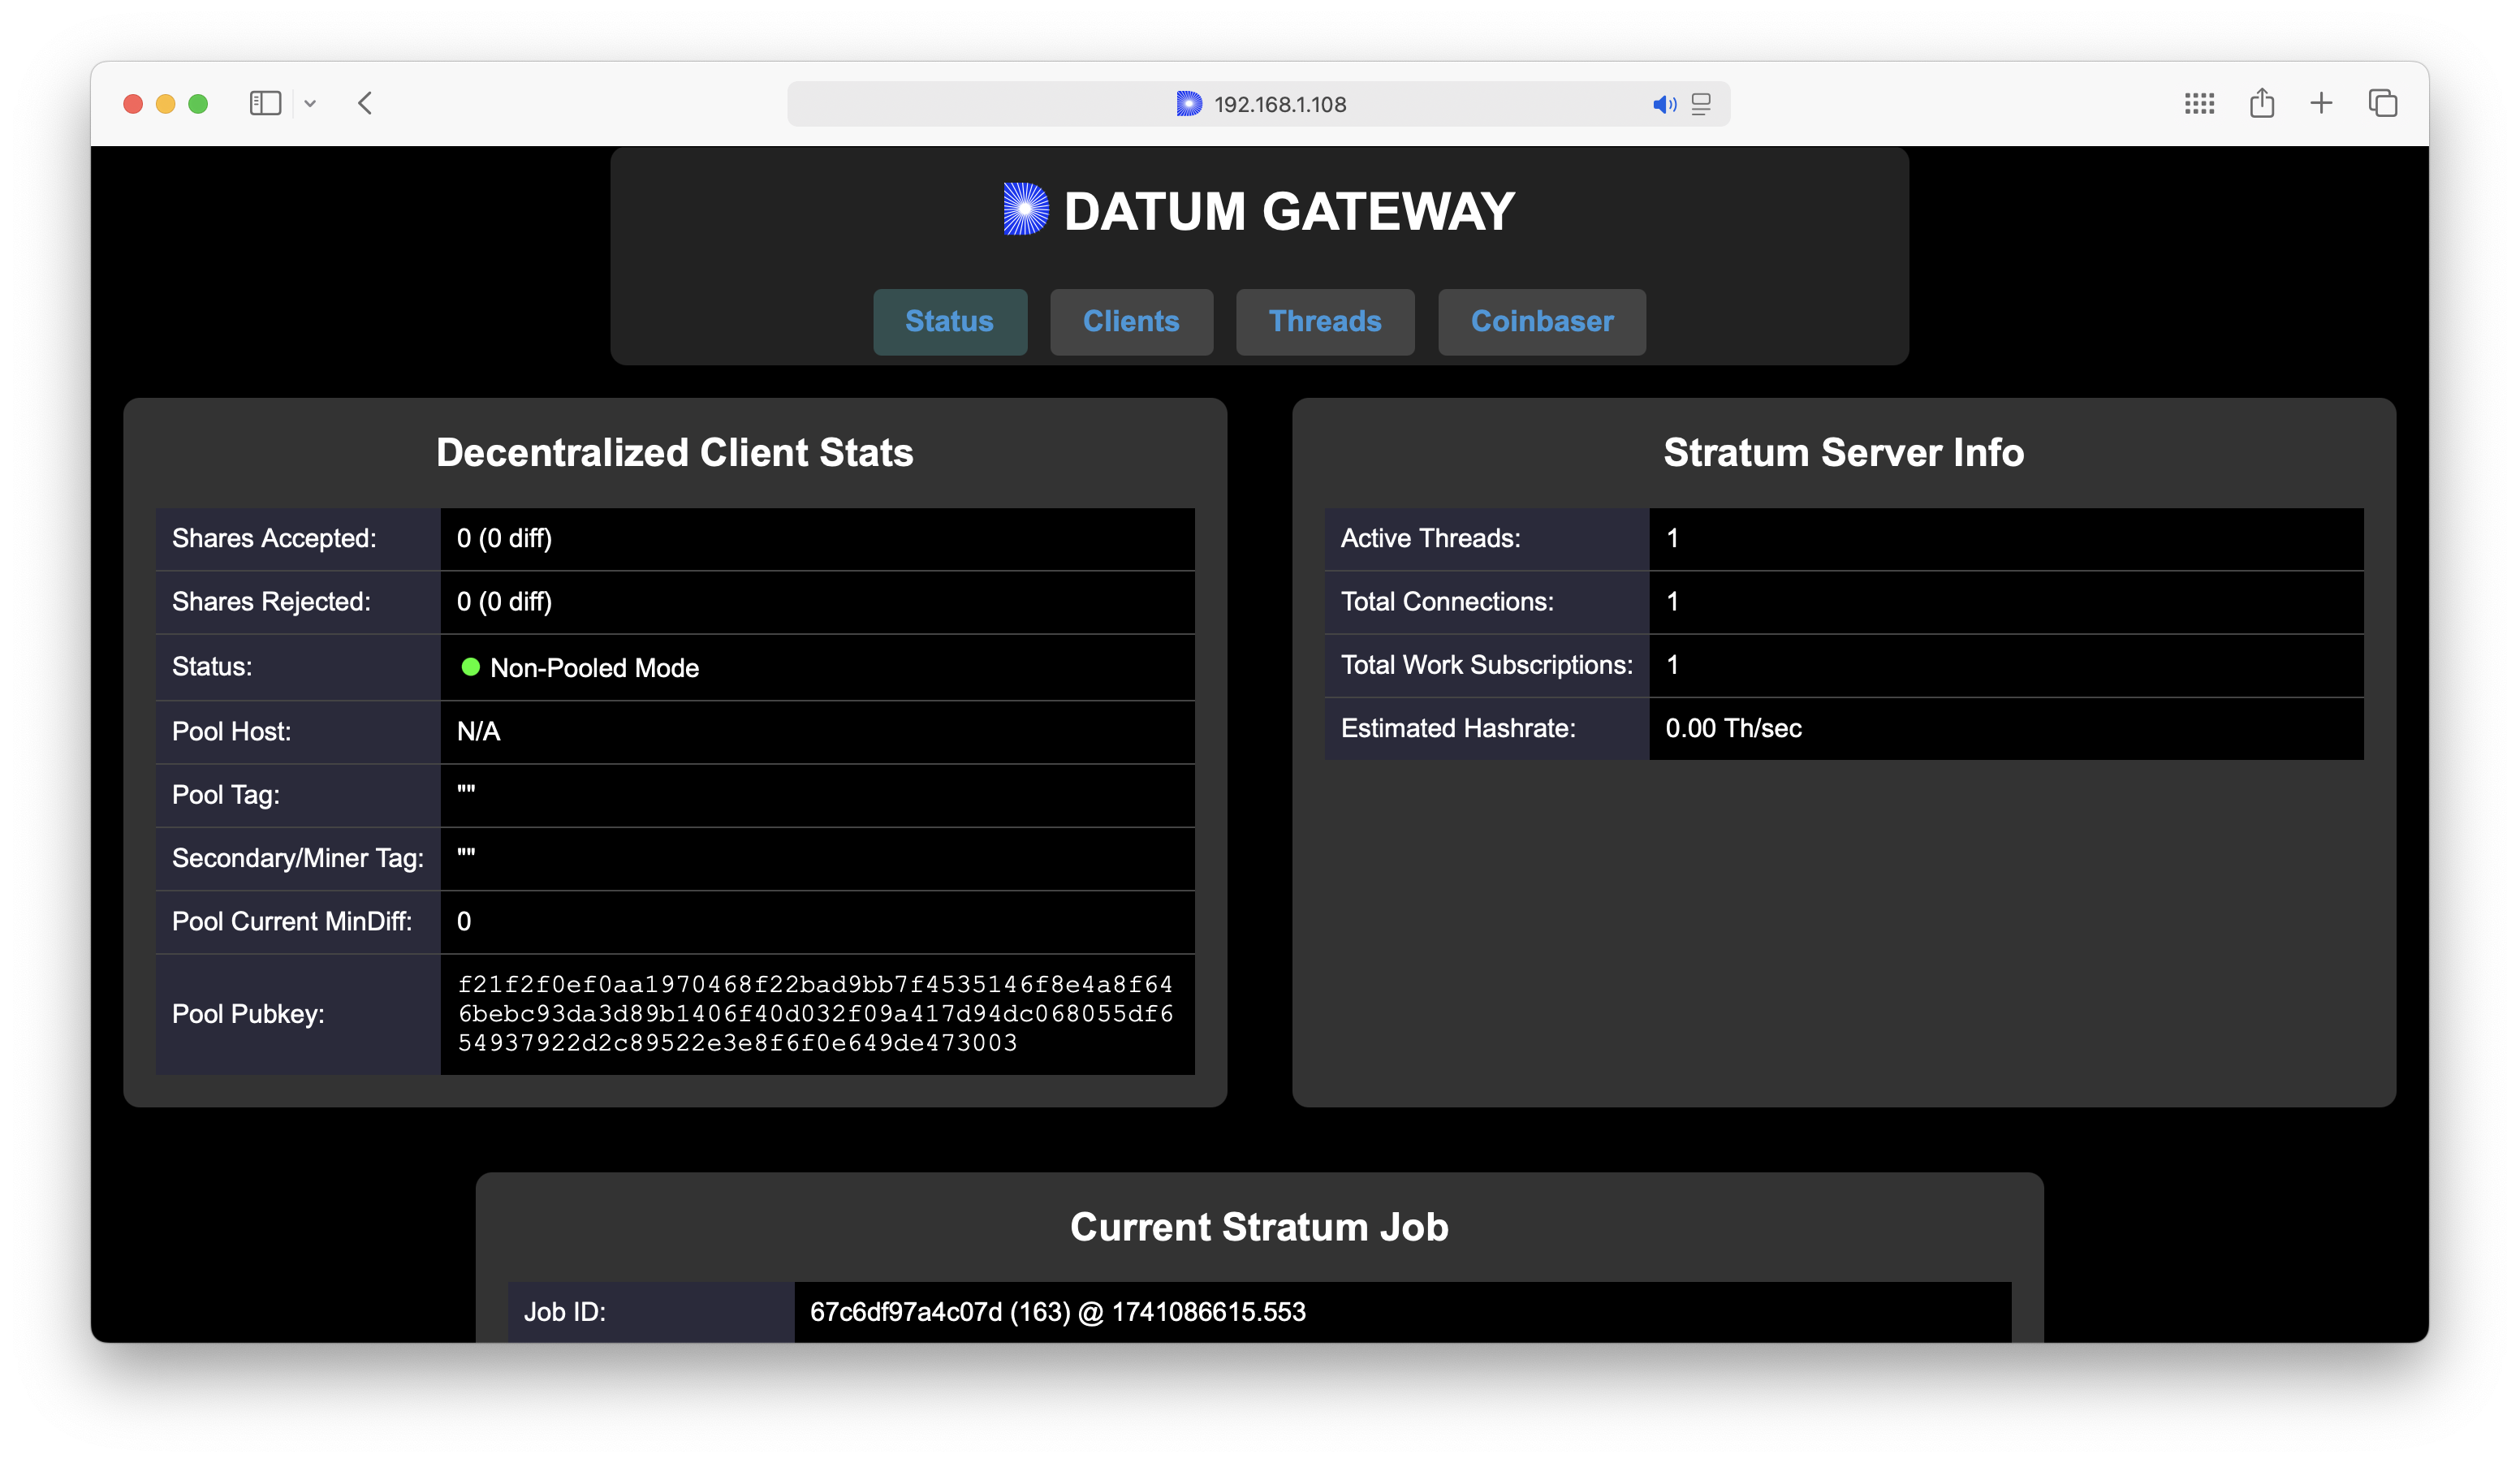 192.168.1.108
DATUM GATEWAY
Status Clients Threads Coinbaser
Decentralized Client Stats
Shares Accepted: 0 (0 diff)
Shares Rejected: 0 (0 diff)
Status: Non-Pooled Mode
Pool Host: N/A
Pool Tag: ""
Secondary/Miner Tag: ""
Pool Current MinDiff: 0
Pool Pubkey: f21f2f0ef0aa1970468f22bad9bb7f4535146f8e4a8f64
6bebc93da3d89b1406f40d032f09a417d94dc068055df6
54937922d2c89522e3e8f6f0e649de473003
Stratum Server Info
Active Threads: 1
Total Connections: 1
Total Work Subscriptions: 1
Estimated Hashrate: 0.00 Th/sec
Current Stratum Job
Job ID: 67c6df97a4c07d (163) @ 1741086615.553